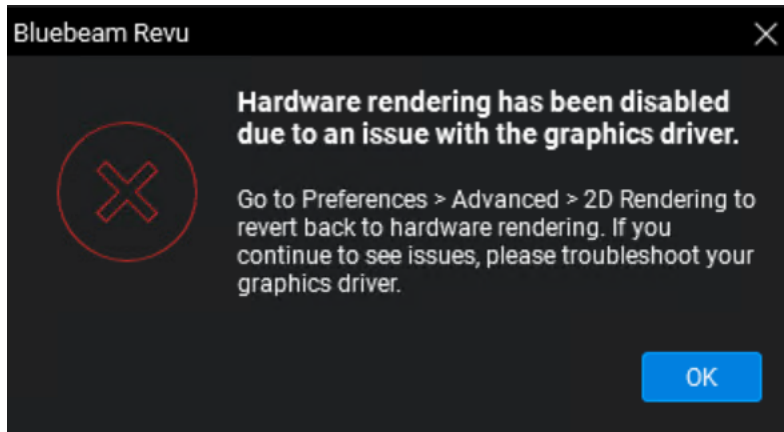 Bluebeam Revu
Hardware rendering has been disabled
due to an issue with the graphics driver.
Go to Preferences > Advanced > 2D Rendering to
revert back to hardware rendering. If you
continue to see issues, please troubleshoot your
graphics driver.
OK